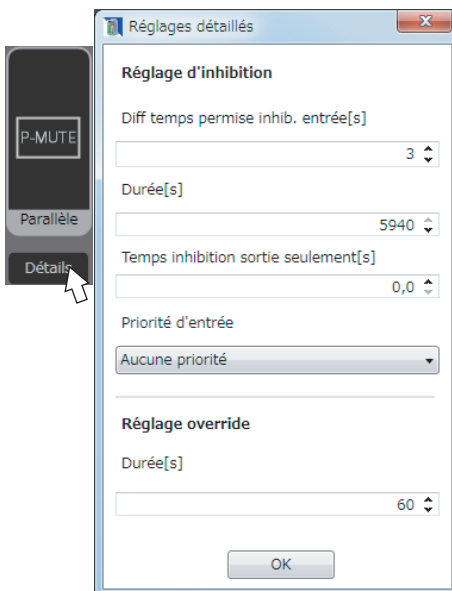 Réglages détaillés
Réglage d'inhibition
Diff temps permise inhib. entrée[s]
3
Durée[s]
5940
Temps inhibition sortie seulement[s]
0,0
Priorité d'entrée
Aucune priorité
Réglage override
Durée[s]
60
OK
P-MUTE
Parallèle
Détails